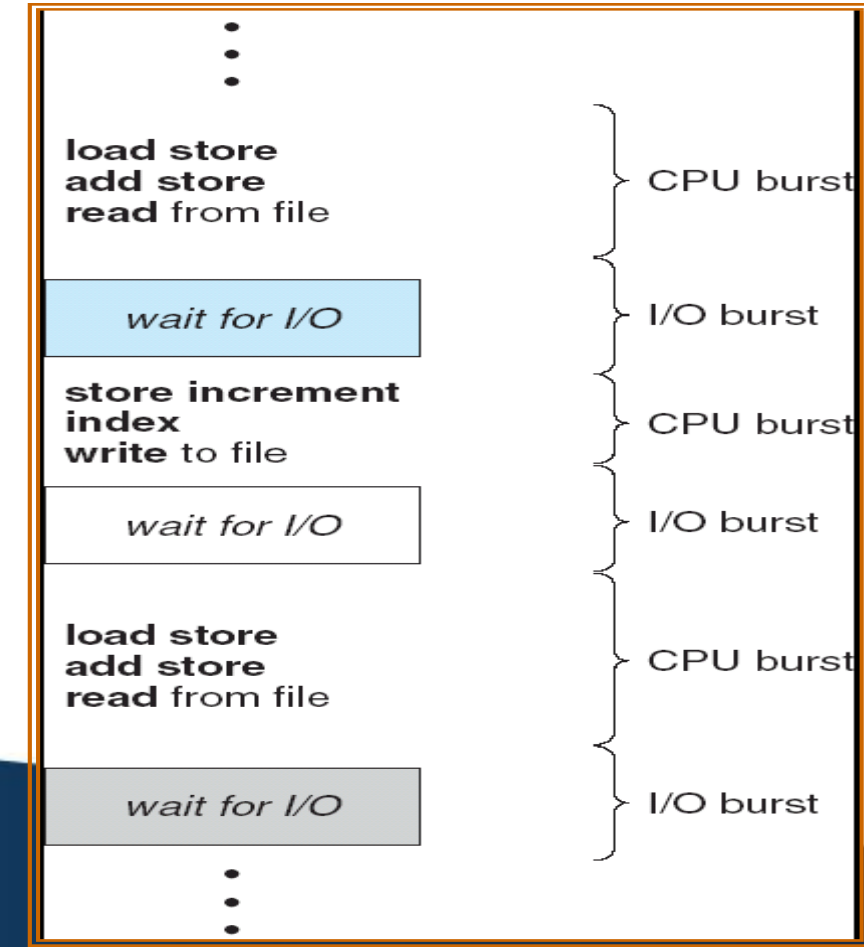 load store
add store
read from file
CPU burst
wait for I/O
I/O burst
store increment
index
write to file
CPU burst
wait for I/O
I/O burst
load store
add store
read from file
CPU burst
wait for I/O
I/O burst